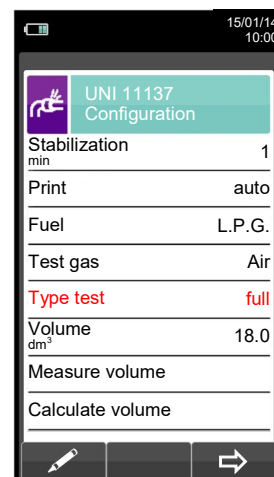 15/01/14
10:00
UNI 11137
Configuration
Stabilization
min
1
Print auto
Fuel L.P.G.
Test gas Air
Type test full
Volume
dm³
18.0
Measure volume
Calculate volume